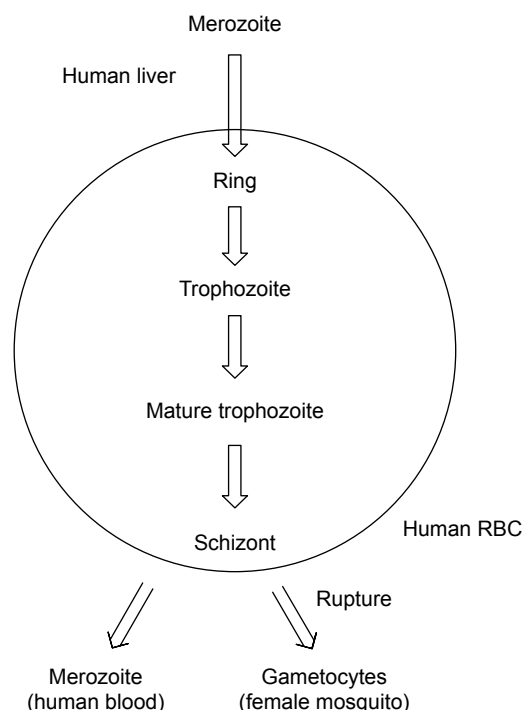 Merozoite
Human liver
Ring
Trophozoite
Mature trophozoite
Human RBC
Schizont
Rupture
Merozoite
(human blood)
Gametocytes
(female mosquito)